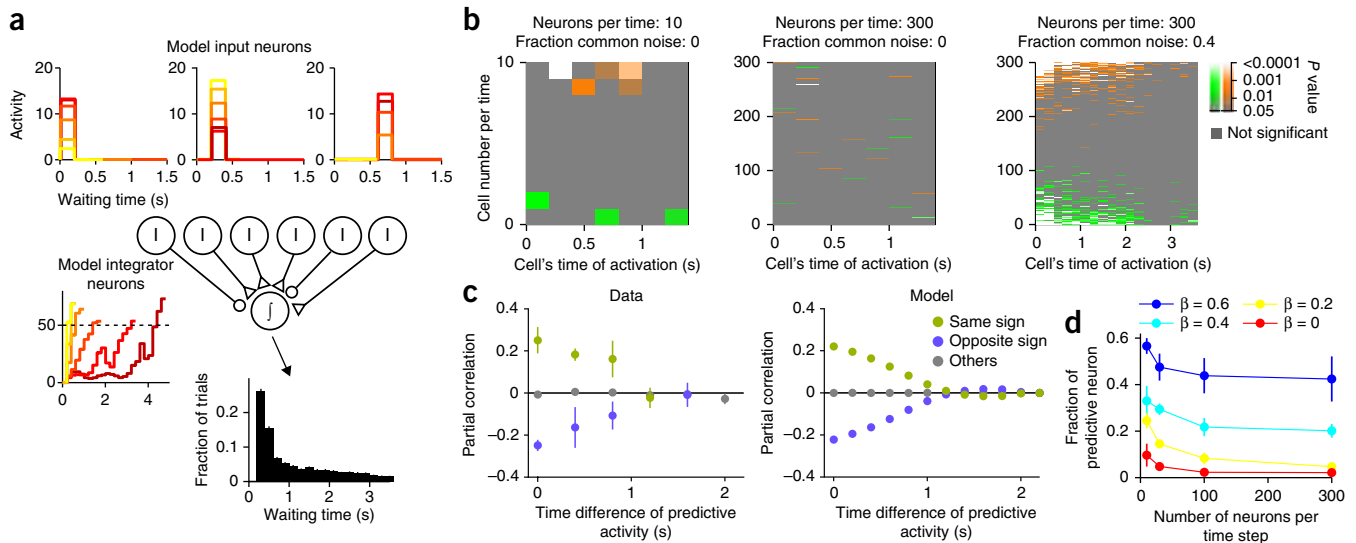 a
Model input neurons
Activity
20
10
0
20
10
0
20
10
0
0 0.5 1 1.5
0 0.5 1 1.5
0 0.5 1 1.5
Waiting time (s)
I I I I I I
∫
Model integrator
neurons
50
0
0 2 4
Fraction of trials
0.2
0.1
0
0 1 2 3
Waiting time (s)
b
Neurons per time: 10
Fraction common noise: 0
Cell number per time
10
0
0 0.5 1
Cell's time of activation (s)
Neurons per time: 300
Fraction common noise: 0
300
200
100
0
0 0.5 1
Cell's time of activation (s)
Neurons per time: 300
Fraction common noise: 0.4
300
200
100
0
0 1 2 3
Cell's time of activation (s)
<0.0001
0.001
0.01
0.05
P value
Not significant
c
Data
Partial correlation
0.4
0.2
0
−0.2
−0.4
0 1 2
Time difference of predictive
activity (s)
Model
Same sign
Opposite sign
Others
Partial correlation
0.4
0.2
0
−0.2
−0.4
0 1 2
Time difference of predictive
activity (s)
d
β = 0.6
β = 0.2
β = 0.4
β = 0
Fraction of
predictive neuron
0.6
0.4
0.2
0
0 100 200 300
Number of neurons per
time step